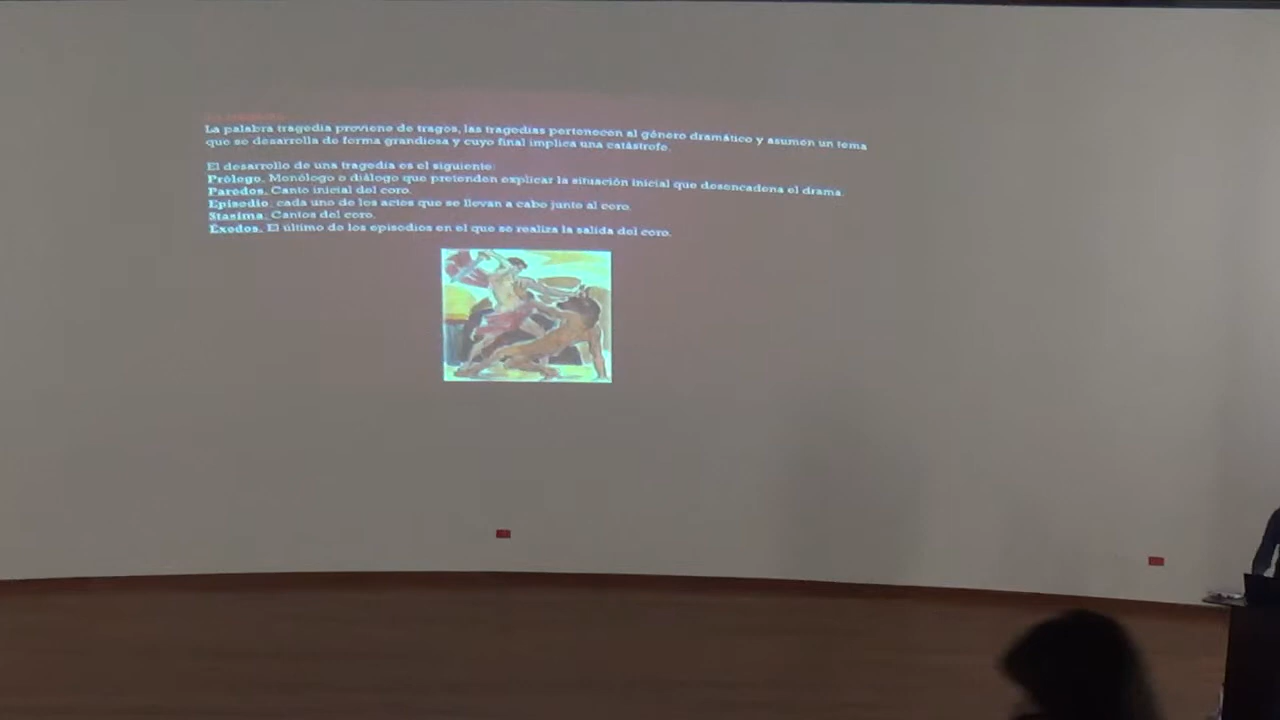 La palabra tragedia proviene de tragos, las tragedias pertenecen al género dramático y asumen un tema
que se desarrolla de forma grandiosa y cuyo final implica una catástrofe.
El desarrollo de una tragedia es el siguiente:
Prólogo. Monólogo o diálogo que pretenden explicar la situación inicial que desencadena el drama.
Parodos. Canto inicial del coro.
Episodio: cada uno de los actos que se llevan a cabo junto al coro.
Stasima. Cantos del coro.
Éxodos. El último de los episodios en el que se realiza la salida del coro.